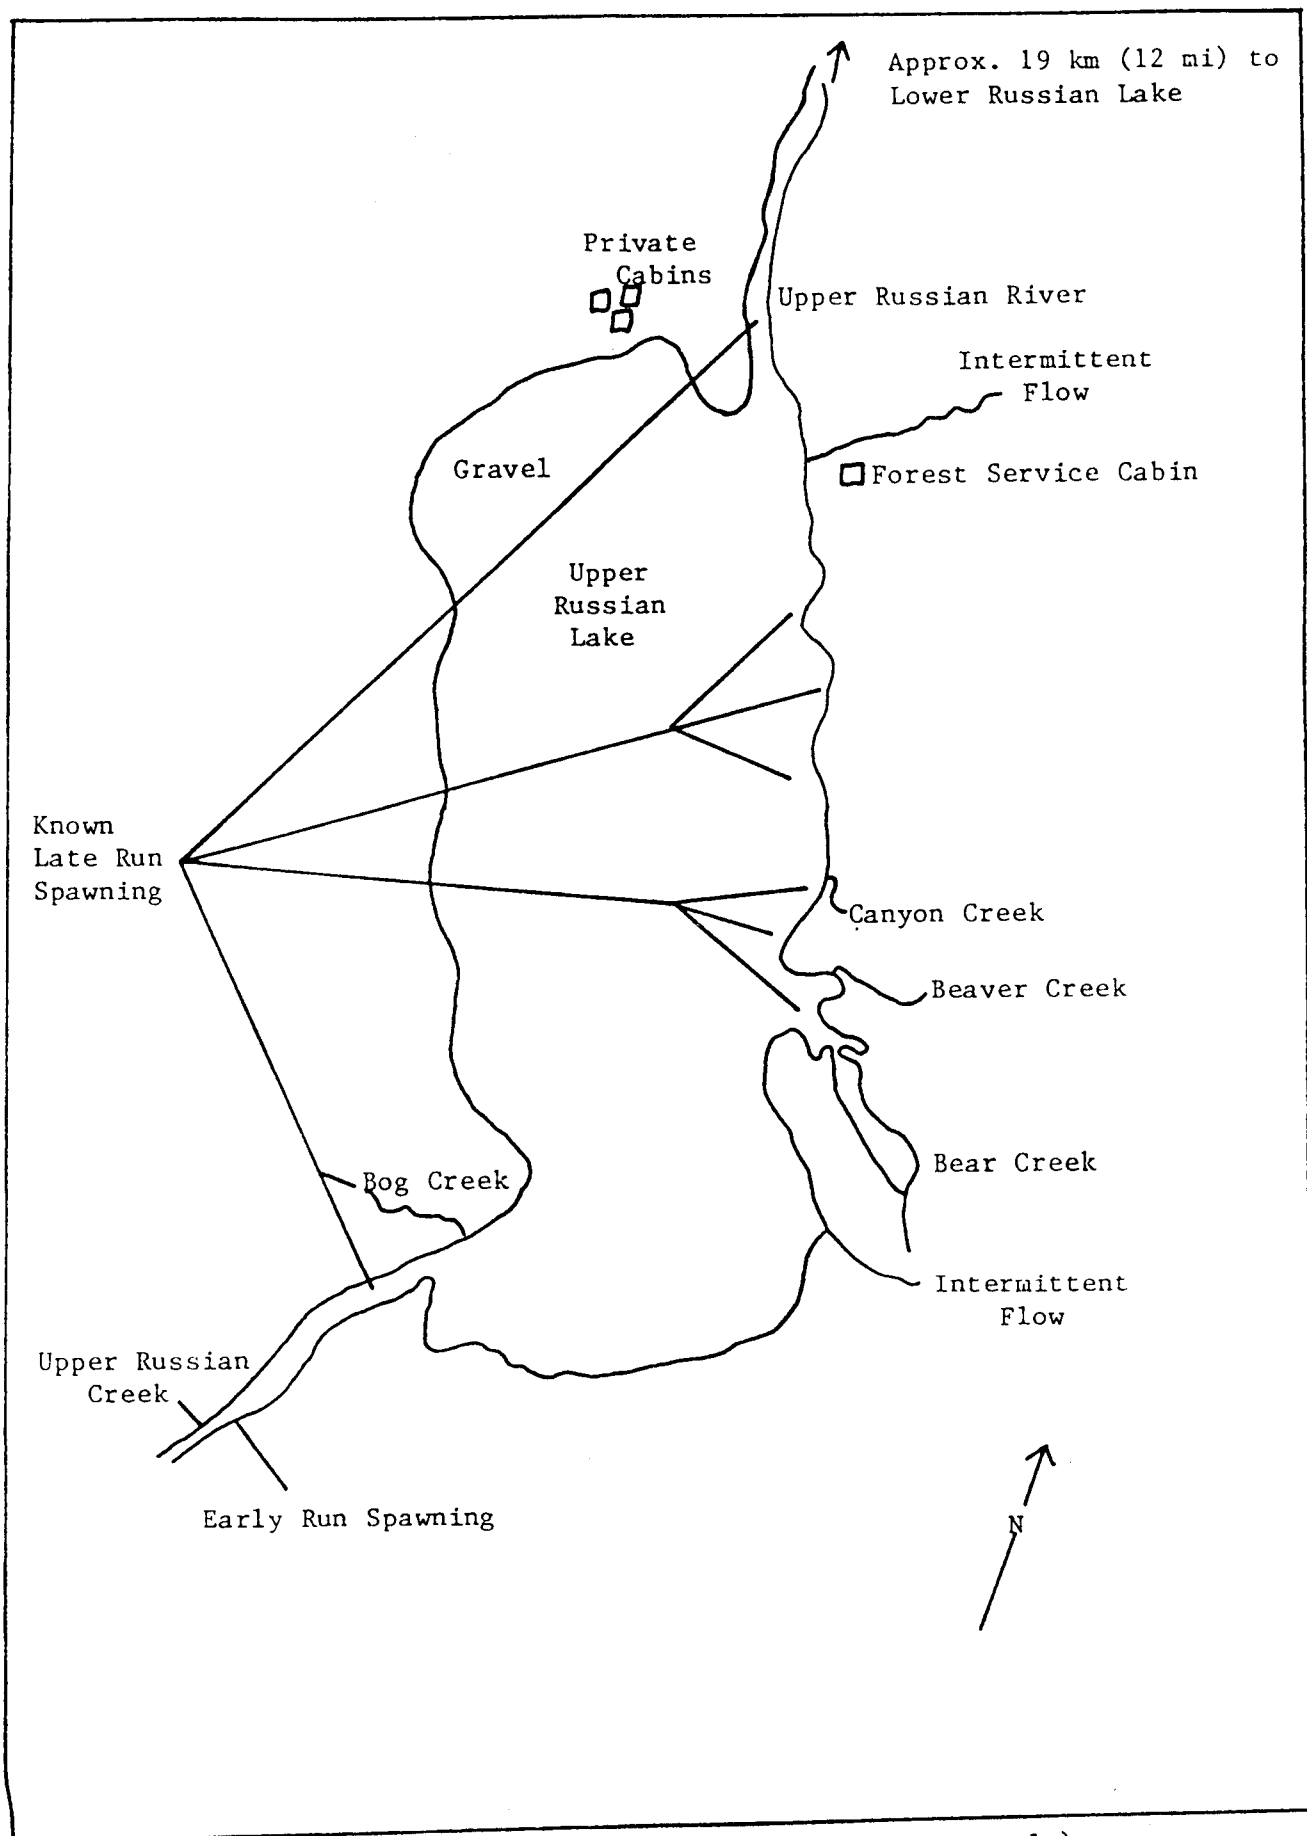 Approx. 19 km (12 mi) to
Lower Russian Lake
Private
Cabins
Upper Russian River
Intermittent
Flow
Gravel
Forest Service Cabin
Upper
Russian
Lake
Known
Late Run
Spawning
Canyon Creek
Beaver Creek
Bog Creek
Bear Creek
Intermittent
Flow
Upper Russian
Creek
Early Run Spawning
N